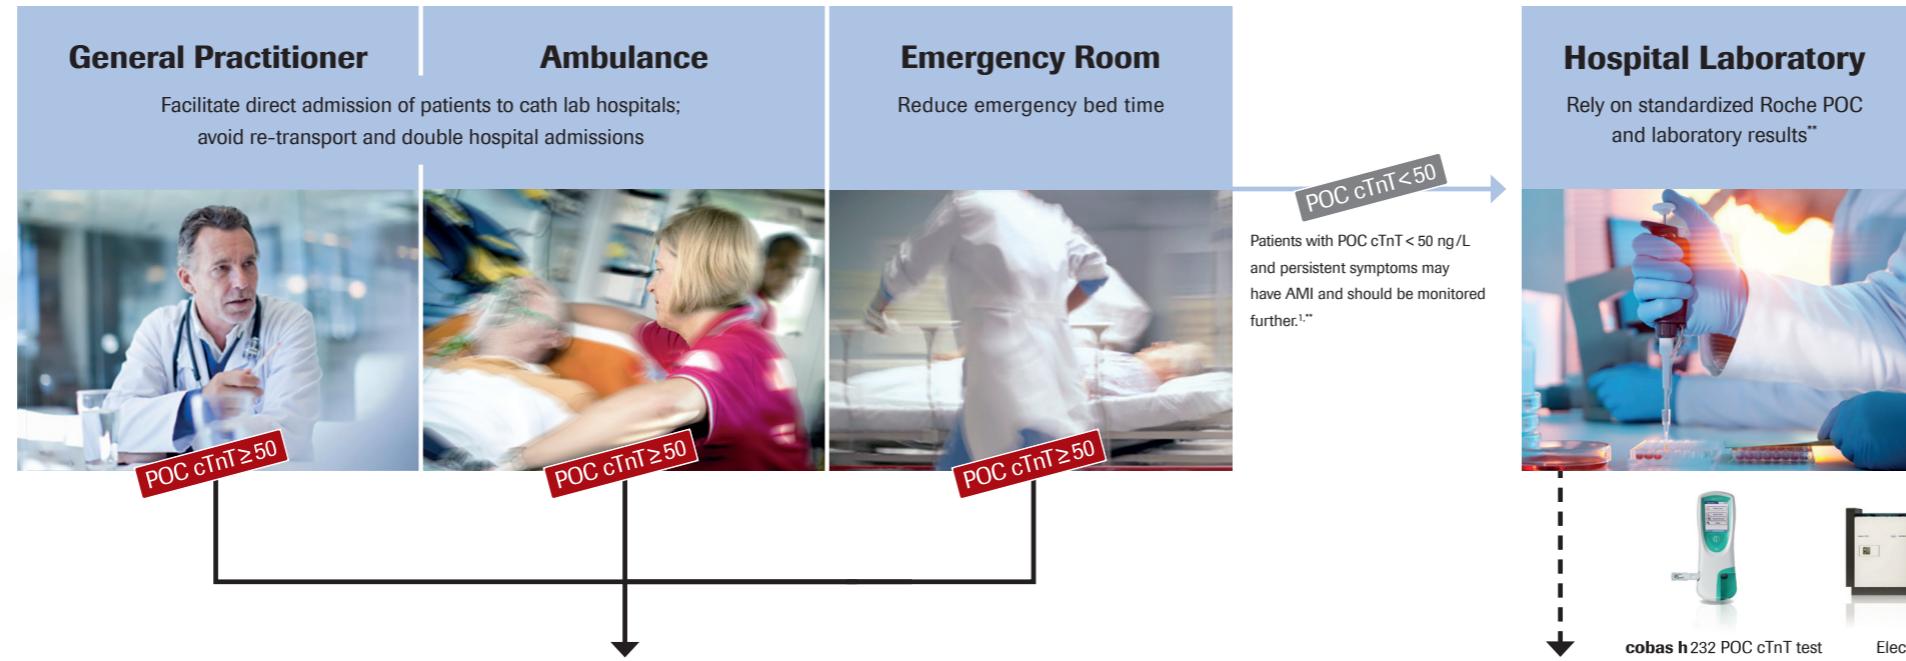 General Practitioner
Ambulance
Facilitate direct admission of patients to cath lab hospitals;
avoid re-transport and double hospital admissions
Emergency Room
Reduce emergency bed time
Hospital Laboratory
Rely on standardized Roche POC
and laboratory results**
POC cTnT<50
Patients with POC cTnT < 50 ng/L
and persistent symptoms may
have AMI and should be monitored
further.1,**
POC cTnT≥50
POC cTnT≥50
POC cTnT≥50
cobas h 232 POC cTnT test
Elec